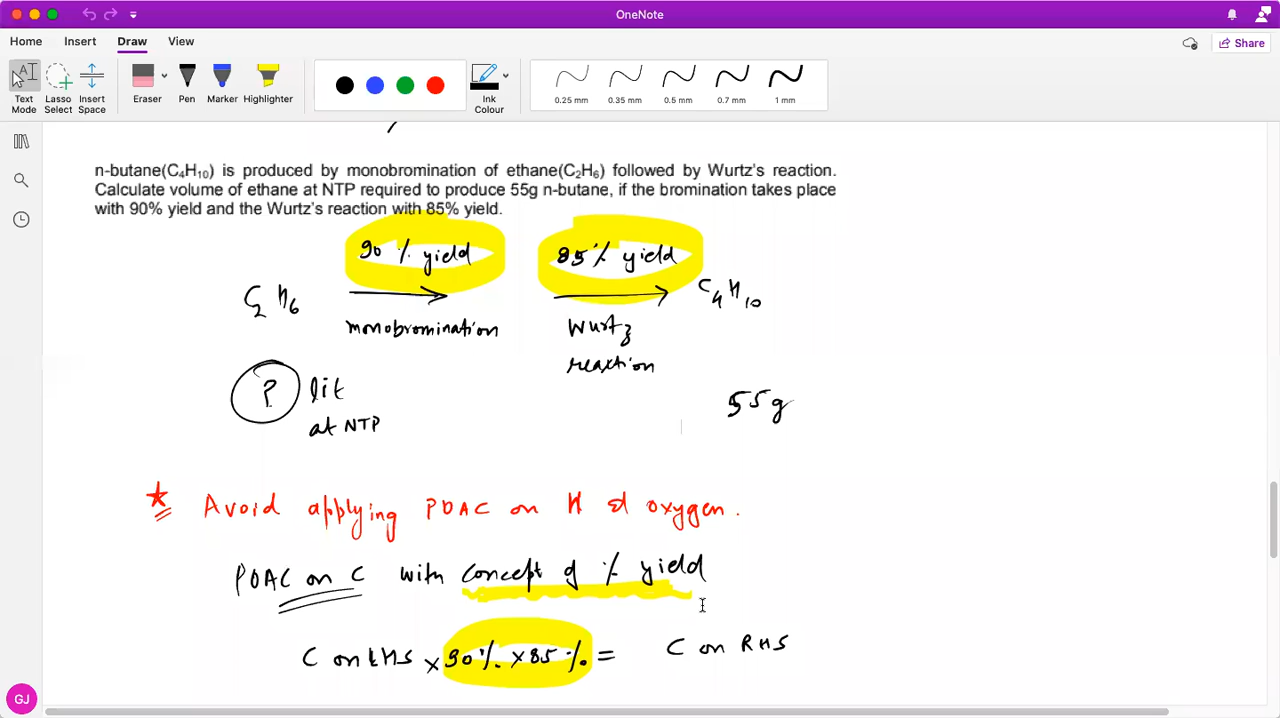 OneNote
Home Insert Draw View
Share
Text Mode
Lasso Select
Insert Space
Eraser
Pen
Marker
Highlighter
Ink Colour
0.25 mm
0.35 mm
0.5 mm
0.7 mm
1 mm
n-butane(C₄H₁₀) is produced by monobromination of ethane(C₂H₆) followed by Wurtz's reaction.
Calculate volume of ethane at NTP required to produce 55g n-butane, if the bromination takes place
with 90% yield and the Wurtz's reaction with 85% yield.
90 % yield 85% yield
C₂H₆ → → C₄H₁₀
monobromination Wurtz
reaction
? lit
at NTP
55g
★ Avoid applying POAC on H & oxygen.
POAC on C with concept of % yield
C on LHS × 90% × 85% = C on RHS
GJ